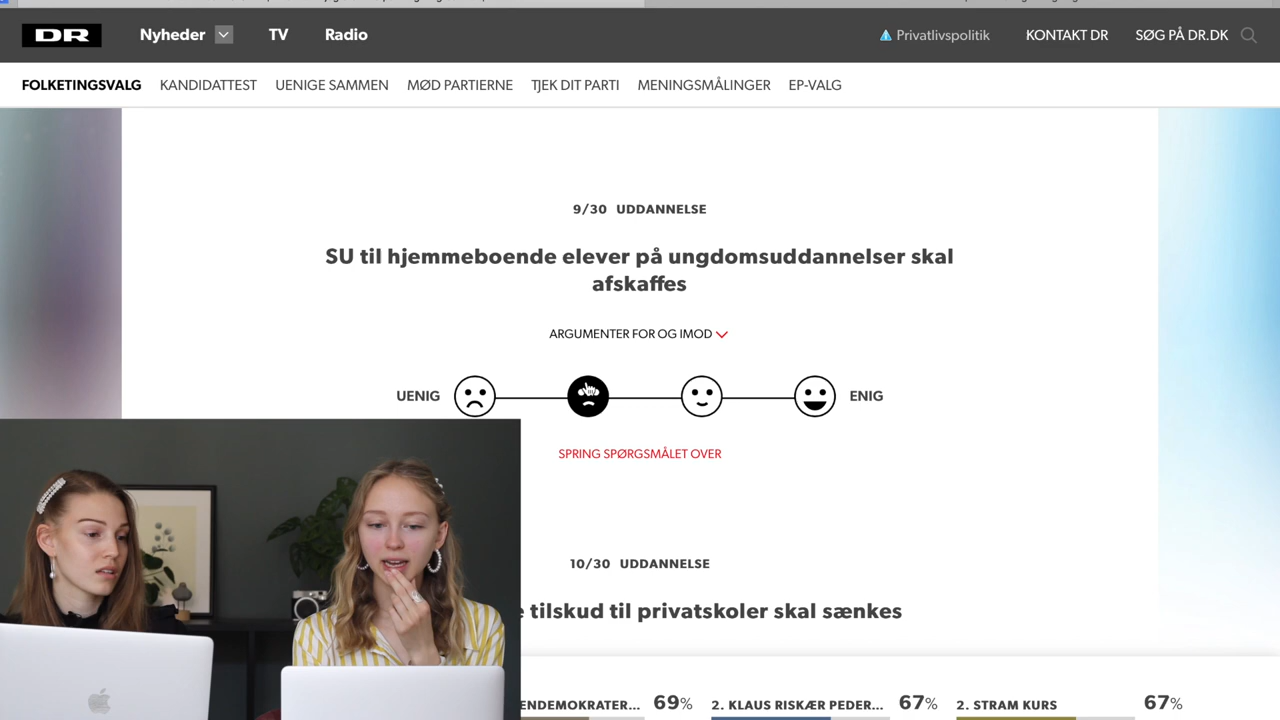 DR Nyheder TV Radio Privatlivspolitik KONTAKT DR SØG PÅ DR.DK
FOLKETINGSVALG KANDIDATTEST UENIGE SAMMEN MØD PARTIERNE TJEK DIT PARTI MENINGSMÅLINGER EP-VALG
9/30 UDDANNELSE
SU til hjemmeboende elever på ungdomsuddannelser skal
afskaffes
ARGUMENTER FOR OG IMOD
UENIG ENIG
SPRING SPØRGSMÅLET OVER
10/30 UDDANNELSE
tilskud til privatskoler skal sænkes
ENDEMOKRATER... 69% 2. KLAUS RISKÆR PEDER... 67% 2. STRAM KURS 67%